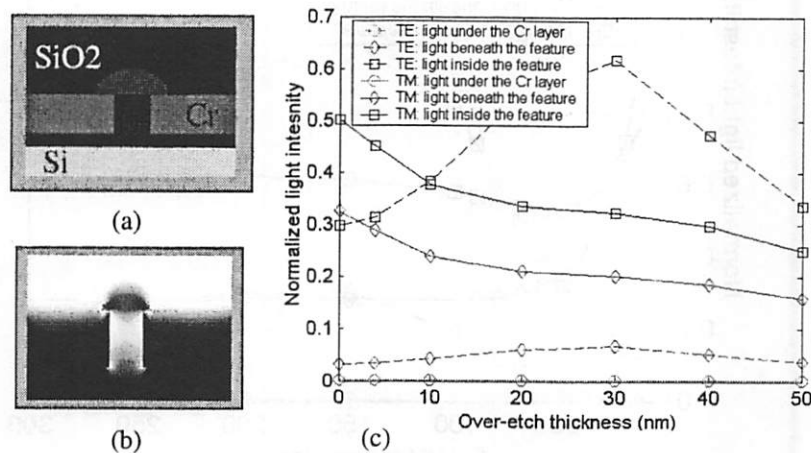 SiO2
Cr
Si
(a)
(b)
Normalized light intesnity
0.7
0.6
0.5
0.4
0.3
0.2
0.1
0
TE: light under the Cr layer
TE: light beneath the feature
TE: light inside the feature
TM: light under the Cr layer
TM: light beneath the feature
TM: light inside the feature
0 10 20 30 40 50
Over-etch thickness (nm)
(c)